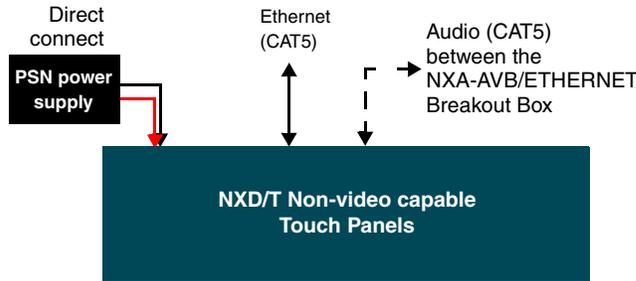 Direct
connect
PSN power
supply
Ethernet
(CAT5)
Audio (CAT5)
between the
NXA-AVB/ETHERNET
Breakout Box
NXD/T Non-video capable
Touch Panels